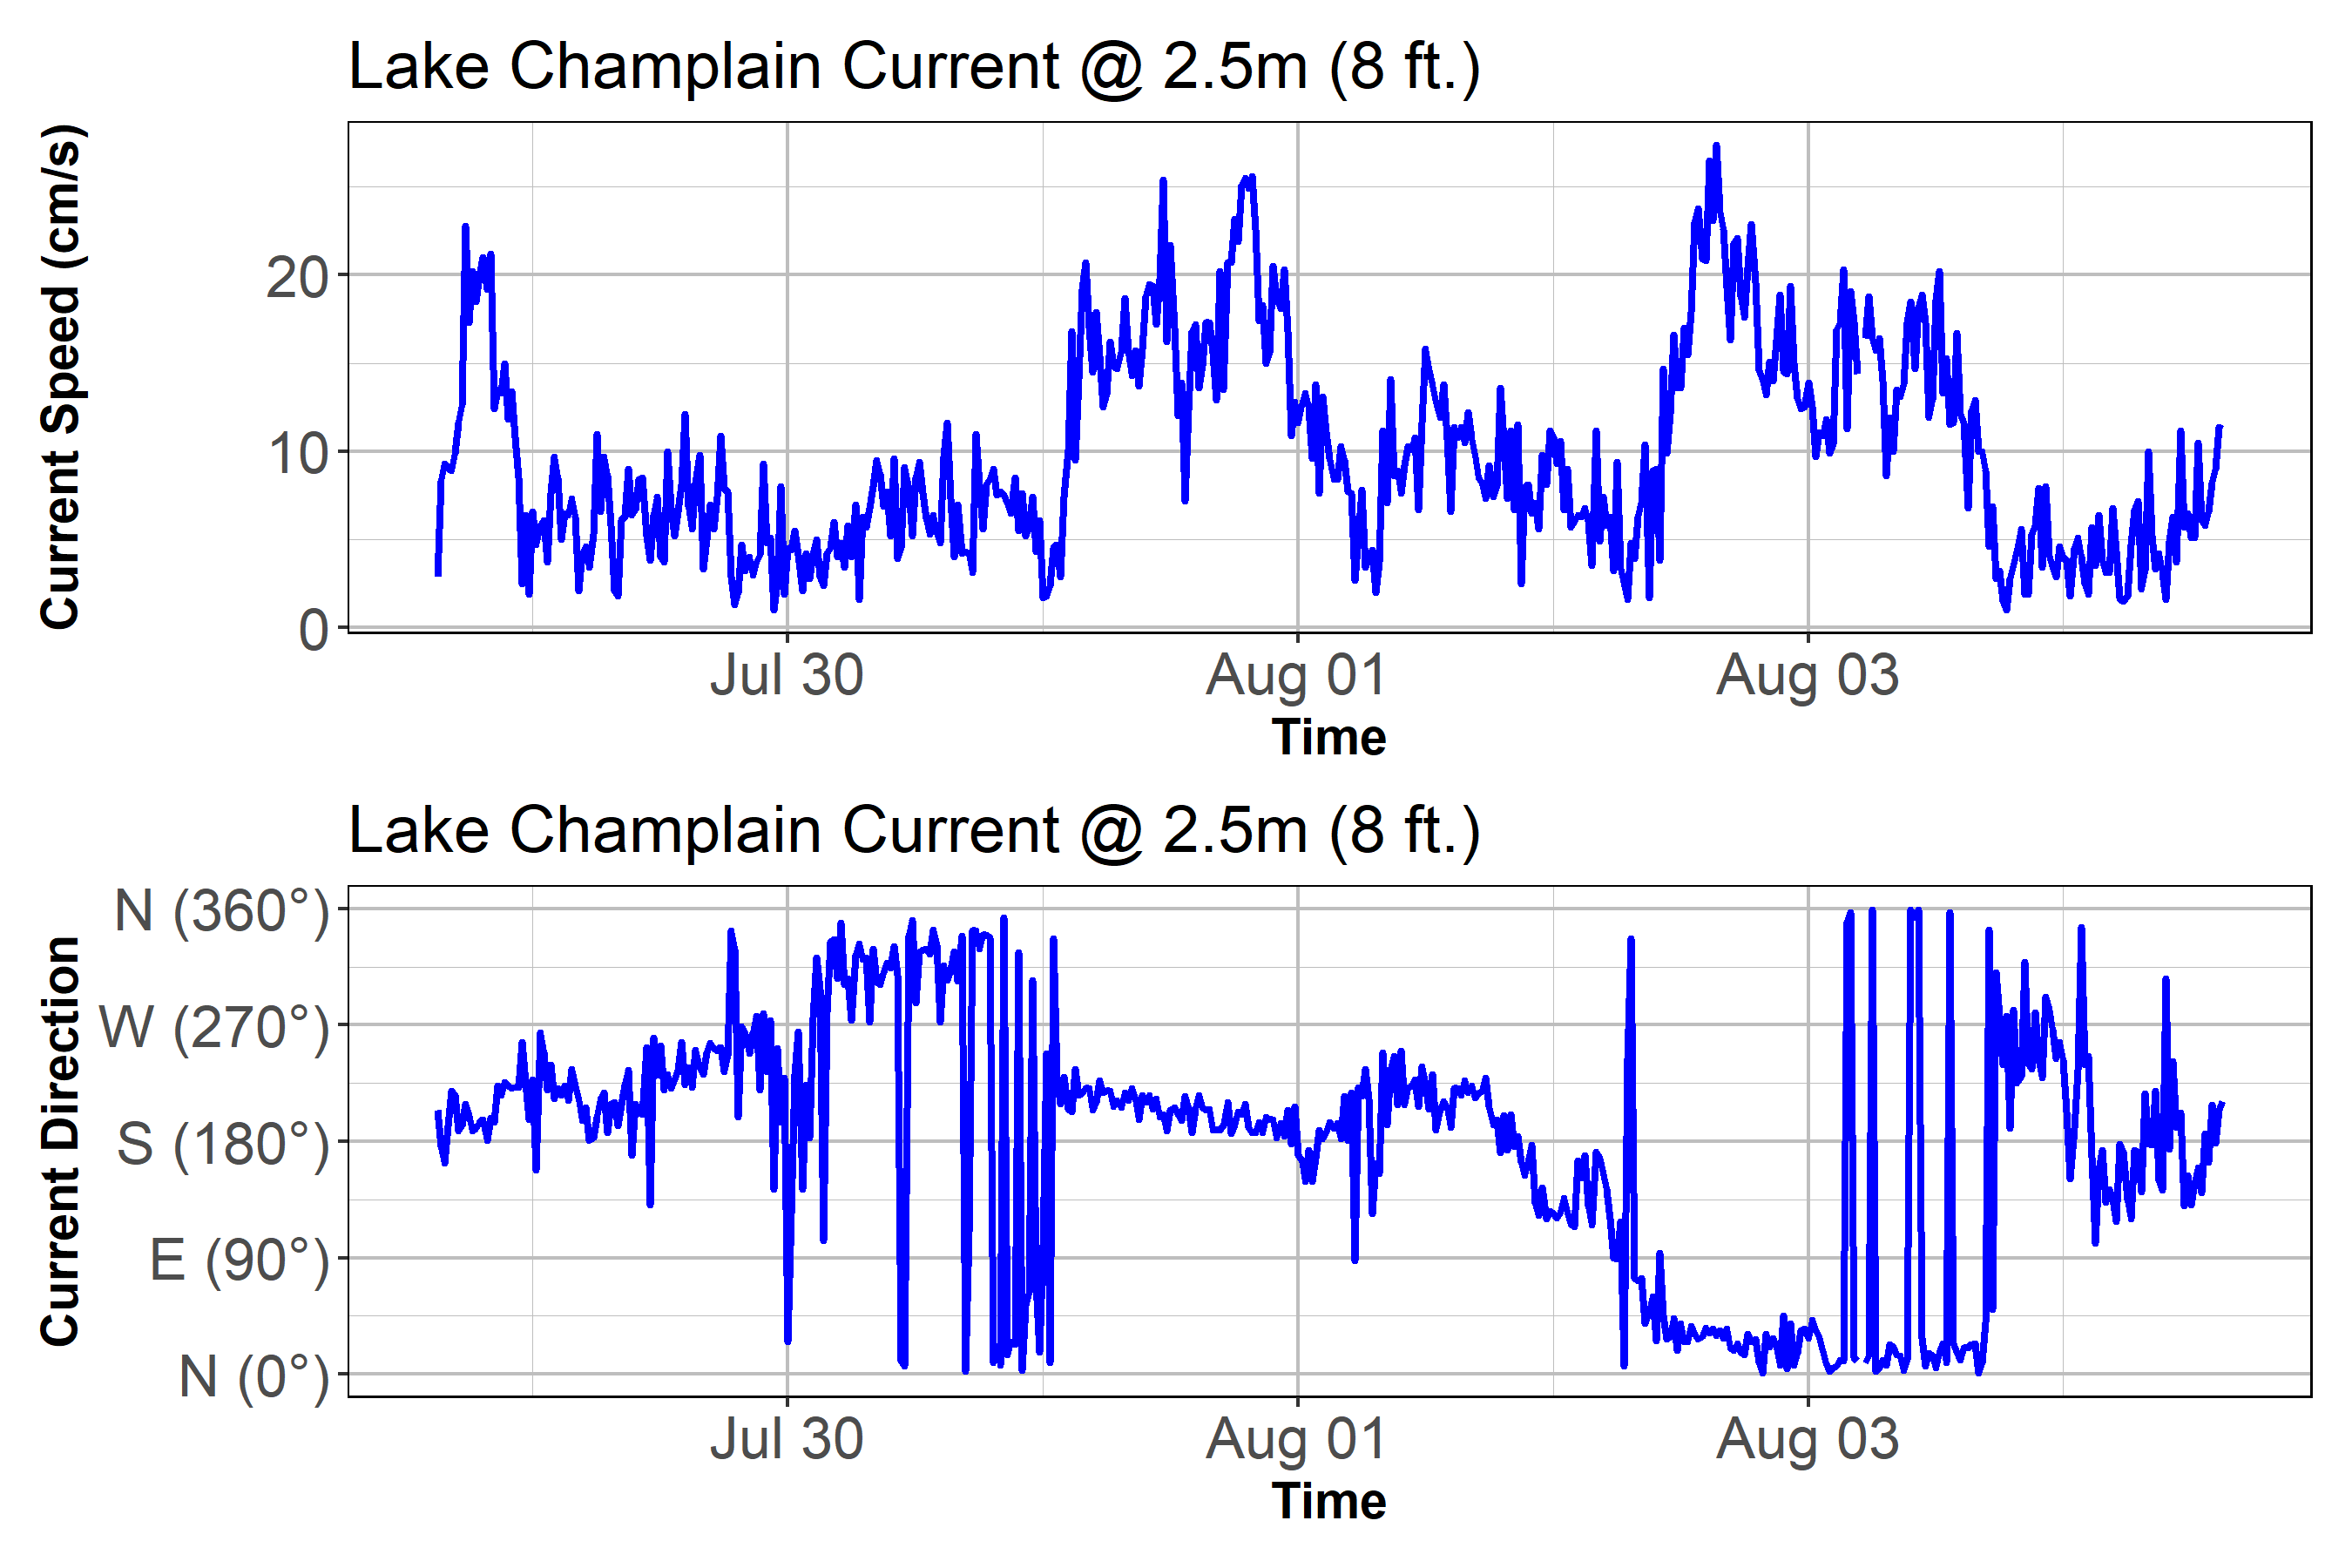 Lake Champlain Current @ 2.5m (8 ft.)
Current Speed (cm/s)
20
10
0
Jul 30
Aug 01
Aug 03
Time
Lake Champlain Current @ 2.5m (8 ft.)
Current Direction
N (360°)
W (270°)
S (180°)
E (90°)
N (0°)
Jul 30
Aug 01
Aug 03
Time